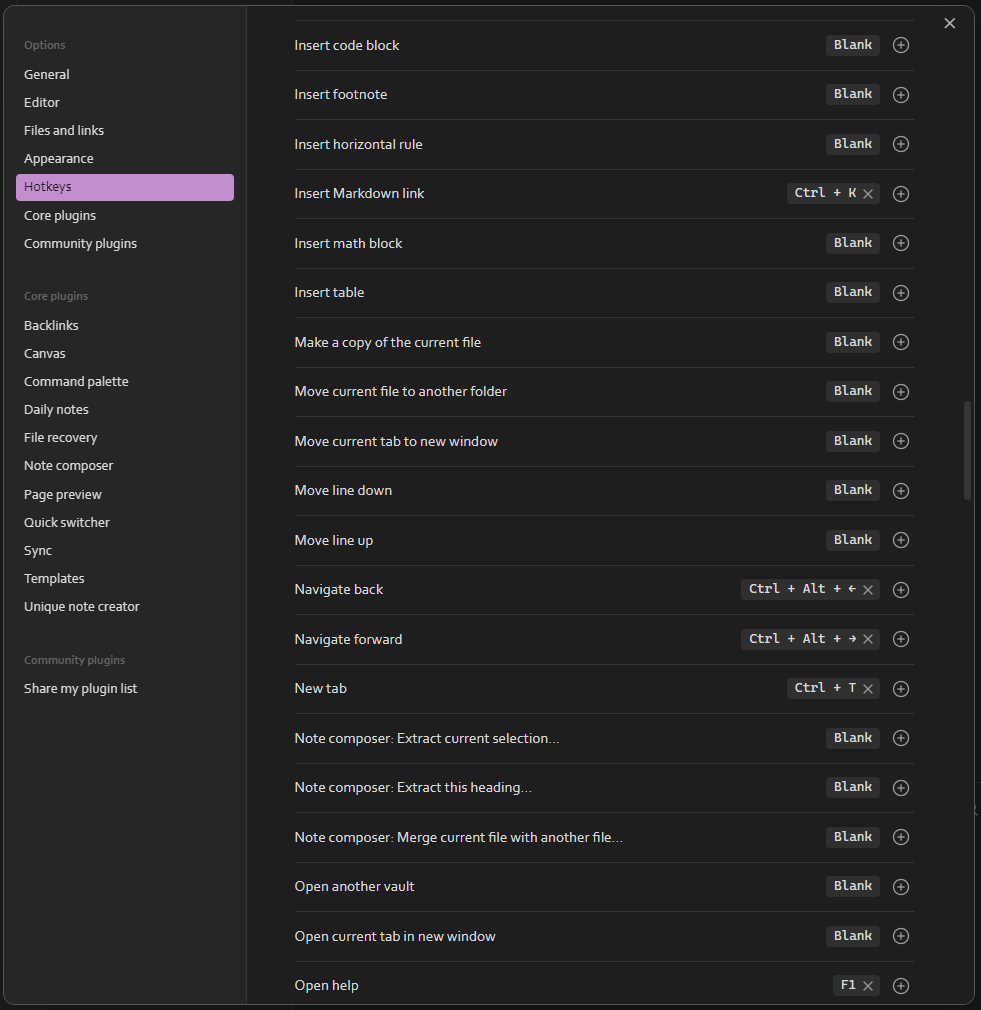 Options
General
Editor
Files and links
Appearance
Hotkeys
Core plugins
Community plugins
Core plugins
Backlinks
Canvas
Command palette
Daily notes
File recovery
Note composer
Page preview
Quick switcher
Sync
Templates
Unique note creator
Community plugins
Share my plugin list
Insert code block Blank
Insert footnote Blank
Insert horizontal rule Blank
Insert Markdown link Ctrl + K
Insert math block Blank
Insert table Blank
Make a copy of the current file Blank
Move current file to another folder Blank
Move current tab to new window Blank
Move line down Blank
Move line up Blank
Navigate back Ctrl + Alt + ←
Navigate forward Ctrl + Alt + →
New tab Ctrl + T
Note composer: Extract current selection... Blank
Note composer: Extract this heading... Blank
Note composer: Merge current file with another file... Blank
Open another vault Blank
Open current tab in new window Blank
Open help F1